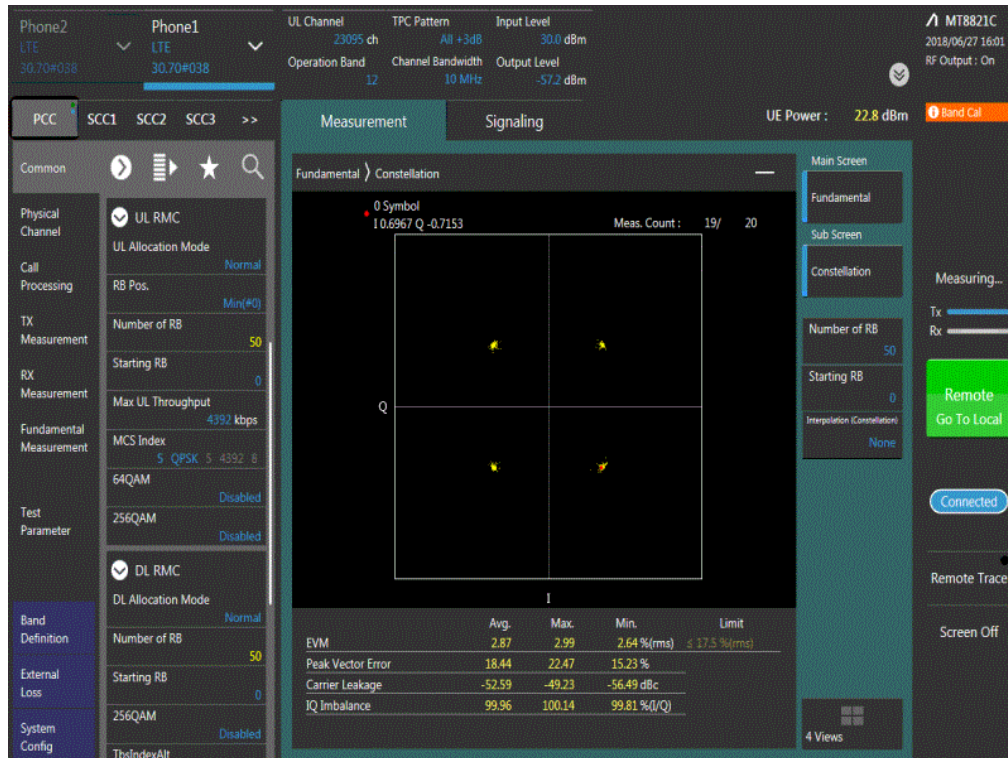 Phone2
LTE
30.70#038
Phone1
LTE
30.70#038
UL Channel
23095 ch
TPC Pattern
All +3dB
Input Level
30.0 dBm
Operation Band
12
Channel Bandwidth
10 MHz
Output Level
-57.2 dBm
MT8821C
2018/06/27 16:01
RF Output : On
PCC SCC1 SCC2 SCC3 >>
Measurement
Signaling
UE Power : 22.8 dBm
Band Cal
Common
Physical
Channel
Call
Processing
TX
Measurement
RX
Measurement
Fundamental
Measurement
Test
Parameter
Band
Definition
External
Loss
System
Config
UL RMC
UL Allocation Mode
Normal
RB Pos.
Min(#0)
Number of RB
50
Starting RB
0
Max UL Throughput
4392 kbps
MCS Index
5 QPSK 5 4392 8
64QAM
Disabled
256QAM
Disabled
DL RMC
DL Allocation Mode
Normal
Number of RB
50
Starting RB
0
256QAM
Disabled
TbsIndexAlt
Fundamental
Constellation
0 Symbol
I 0.6967 Q -0.7153
Meas. Count : 19/ 20
Q
I
Avg. Max. Min. Limit
EVM 2.87 2.99 2.64 %(rms) ≤ 17.5 %(rms)
Peak Vector Error 18.44 22.47 15.23 %
Carrier Leakage -52.59 -49.23 -56.49 dBc
IQ Imbalance 99.96 100.14 99.81 %(I/Q)
Main Screen
Fundamental
Sub Screen
Constellation
Number of RB
50
Starting RB
0
Interpolation (Constellation)
None
4 Views
Measuring...
Tx
Rx
Remote
Go To Local
Connected
Remote Trace
Screen Off